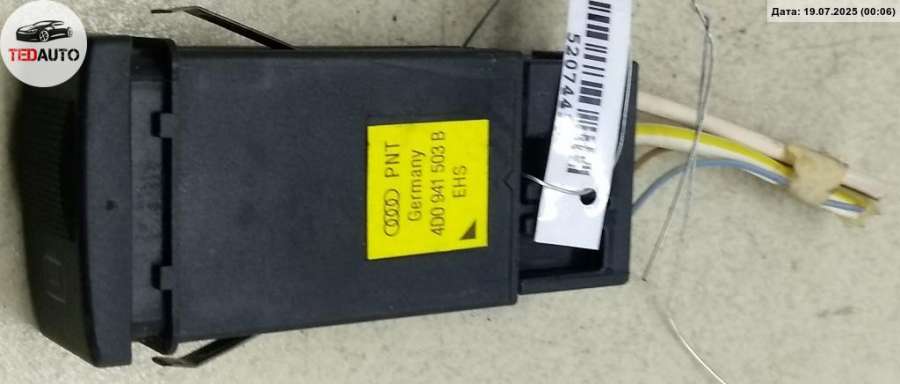 TEDAUTO
Дата: 19.07.2025 (00:06)
PNT
Germany
4D0 941 503 B
EHS